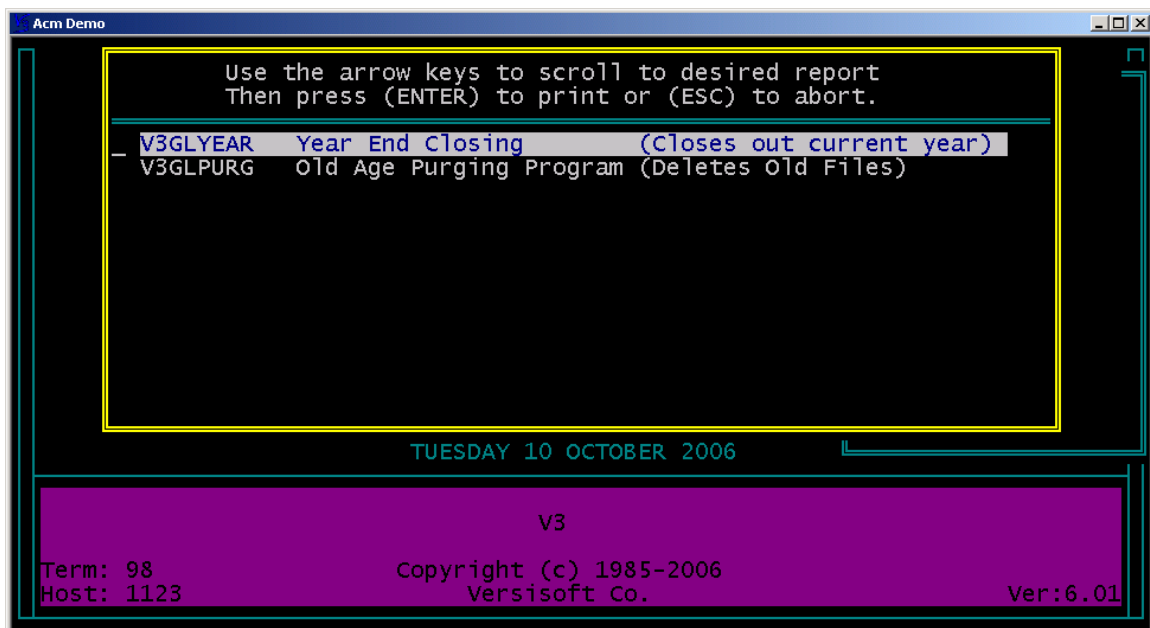 Acm Demo
Use the arrow keys to scroll to desired report
Then press (ENTER) to print or (ESC) to abort.
V3GLYEAR Year End Closing (Closes out current year)
V3GLPURG Old Age Purging Program (Deletes Old Files)
TUESDAY 10 OCTOBER 2006
V3
Term: 98 Copyright (c) 1985-2006
Host: 1123 Versisoft Co. Ver:6.01